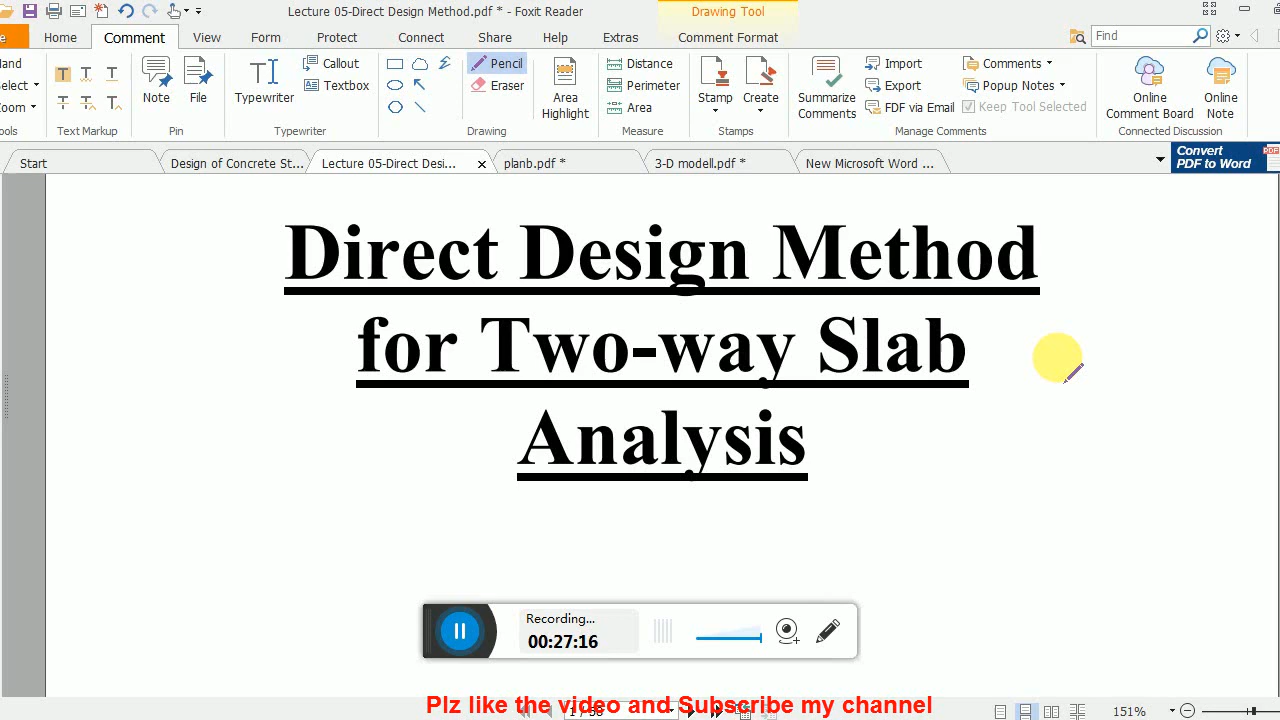 Lecture 05-Direct Design Method.pdf * - Foxit Reader
Drawing Tool
Home Comment View Form Protect Connect Share Help Extras Comment Format
Find
Note File
Typewriter
Callout
Textbox
Pencil
Eraser
Area
Highlight
Distance
Perimeter
Area
Stamp Create
Summarize
Comments
Import
Export
FDF via Email
Comments
Popup Notes
Keep Tool Selected
Online
Comment Board
Online
Note
Text Markup Pin Typewriter Drawing Measure Stamps Manage Comments Connected Discussion
Start Design of Concrete St... Lecture 05-Direct Desi... planb.pdf * 3-D modell.pdf * New Microsoft Word ...
Convert
PDF to Word
Direct Design Method
for Two-way Slab
Analysis
Recording...
00:27:16
Plz like the video and Subscribe my channel
151%